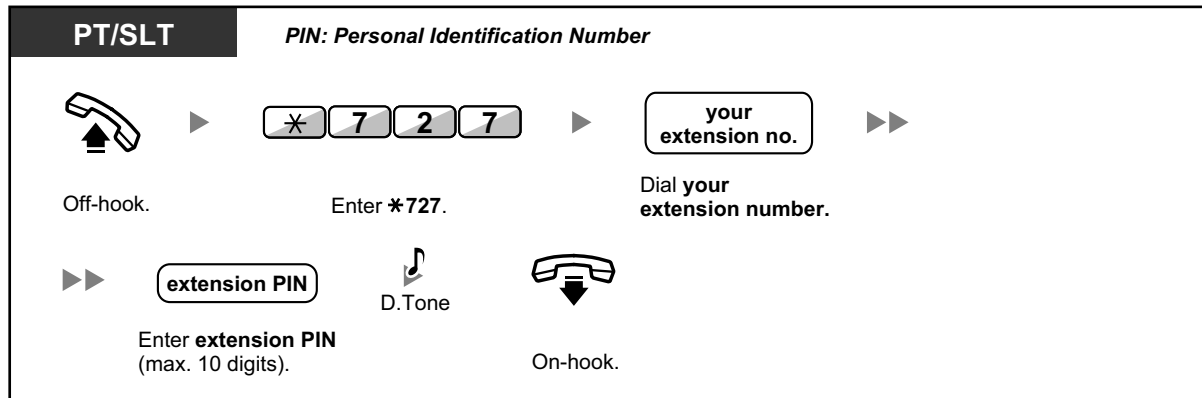 PT/SLT
PIN: Personal Identification Number
* 7 2 7
your
extension no.
Off-hook.
Enter *727.
Dial your
extension number.
extension PIN
D.Tone
Enter extension PIN
(max. 10 digits).
On-hook.